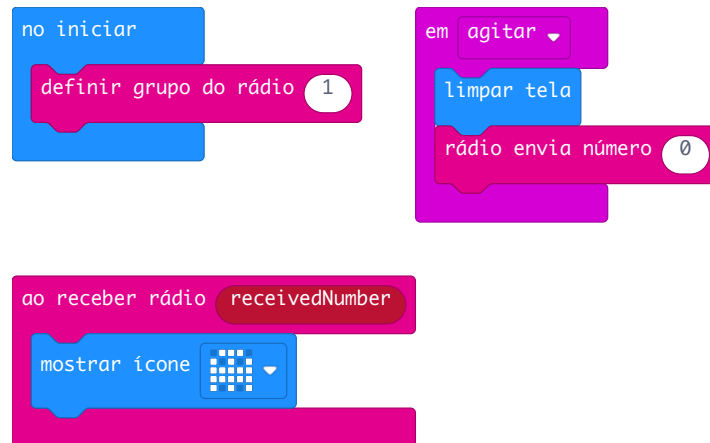 no iniciar
definir grupo do rádio 1
em agitar
limpar tela
rádio envia número 0
ao receber rádio receivedNumber
mostrar ícone